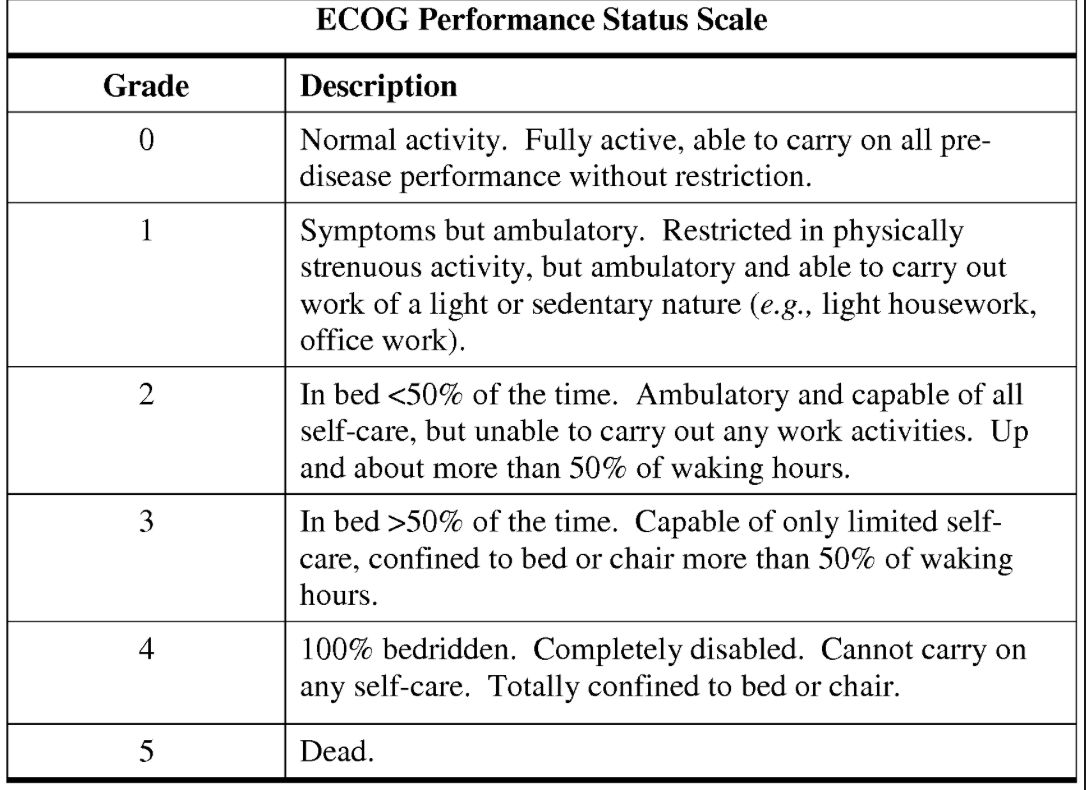 ECOG Performance Status Scale
Grade Description
0 Normal activity.  Fully active, able to carry on all pre-
disease performance without restriction.
1 Symptoms but ambulatory.  Restricted in physically
strenuous activity, but ambulatory and able to carry out
work of a light or sedentary nature (e.g., light housework,
office work).
2 In bed <50% of the time.  Ambulatory and capable of all
self-care, but unable to carry out any work activities.  Up
and about more than 50% of waking hours.
3 In bed >50% of the time.  Capable of only limited self-
care, confined to bed or chair more than 50% of waking
hours.
4 100% bedridden.  Completely disabled.  Cannot carry on
any self-care.  Totally confined to bed or chair.
5 Dead.